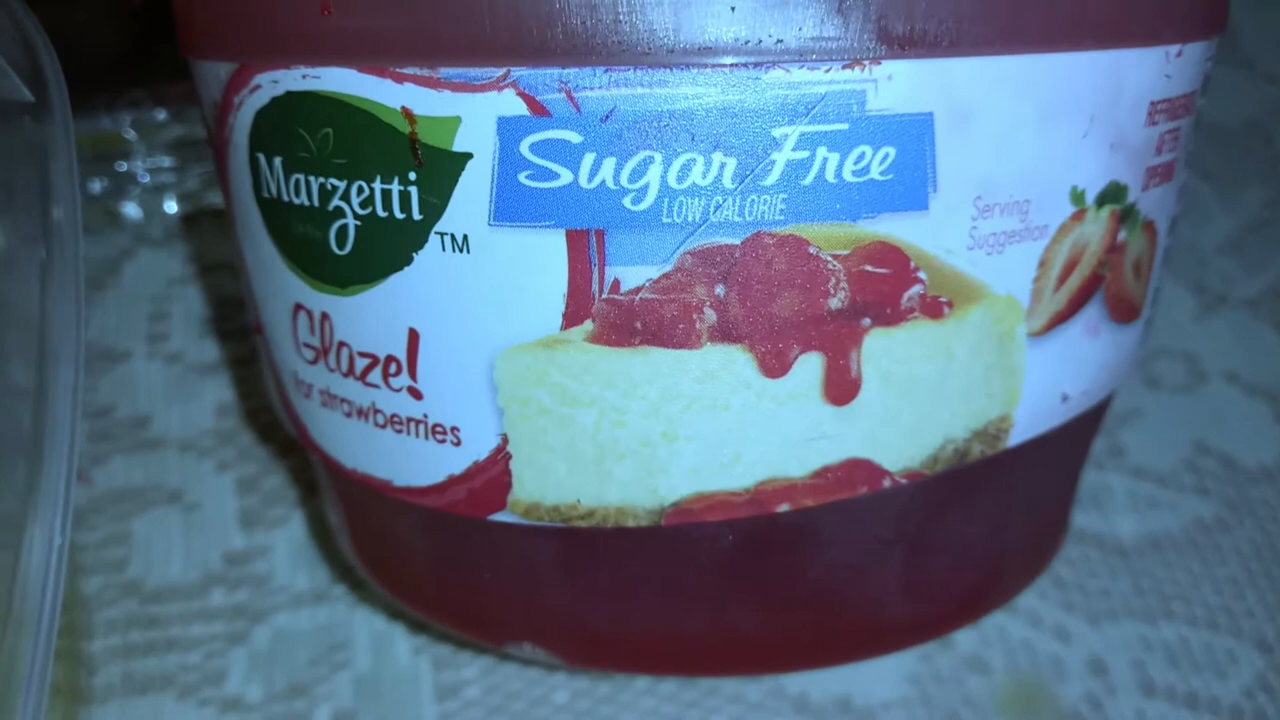 Marzetti
TM
Glaze!
for strawberries
Sugar Free
LOW CALORIE
Serving
Suggestion
REFRIGERATE
AFTER
OPENING